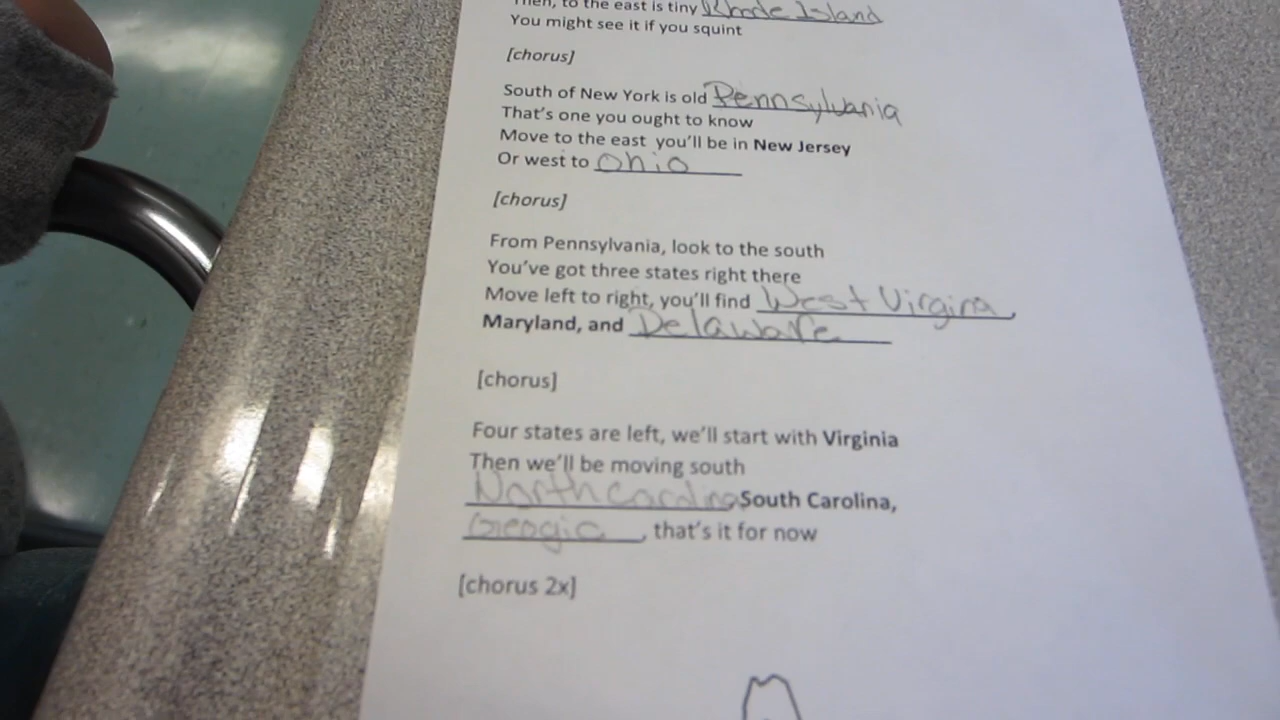 Then, to the east is tiny Rhode Island
You might see it if you squint
[chorus]
South of New York is old Pennsylvania
That's one you ought to know
Move to the east you'll be in New Jersey
Or west to Ohio
[chorus]
From Pennsylvania, look to the south
You've got three states right there
Move left to right, you'll find West Virgina,
Maryland, and Delaware
[chorus]
Four states are left, we'll start with Virginia
Then we'll be moving south
North carolina South Carolina,
Geogia, that's it for now
[chorus 2x]